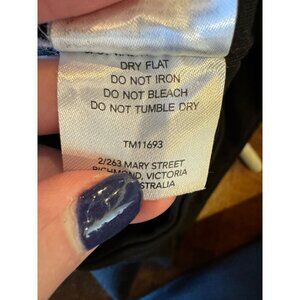 DRY FLAT
DO NOT IRON
DO NOT BLEACH
DO NOT TUMBLE DRY
TM11693
2/263 MARY STREET
RICHMOND, VICTORIA
AUSTRALIA